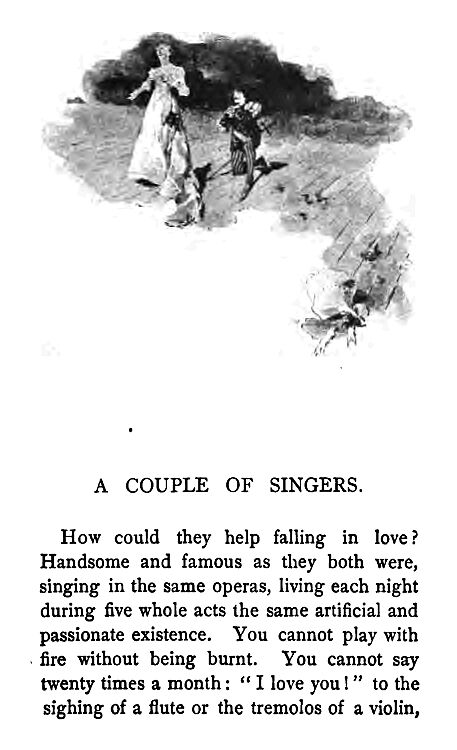 A COUPLE OF SINGERS.
How could they help falling in love?
Handsome and famous as they both were,
singing in the same operas, living each night
during five whole acts the same artificial and
passionate existence. You cannot play with
fire without being burnt. You cannot say
twenty times a month: “I love you!” to the
sighing of a flute or the tremolos of a violin,